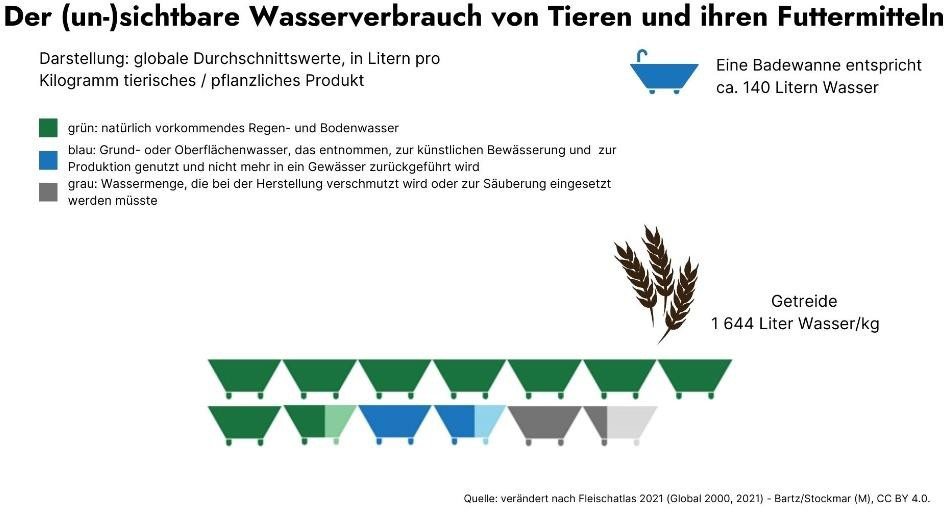 Der (un-)sichtbare Wasserverbrauch von Tieren und ihren Futtermitteln
Darstellung: globale Durchschnittswerte, in Litern pro
Kilogramm tierisches / pflanzliches Produkt
Eine Badewanne entspricht
ca. 140 Litern Wasser
grün: natürlich vorkommendes Regen- und Bodenwasser
blau: Grund- oder Oberflächenwasser, das entnommen, zur künstlichen Bewässerung und zur
Produktion genutzt und nicht mehr in ein Gewässer zurückgeführt wird
grau: Wassermenge, die bei der Herstellung verschmutzt wird oder zur Säuberung eingesetzt
werden müsste
Getreide
1 644 Liter Wasser/kg
Quelle: verändert nach Fleischatlas 2021 (Global 2000, 2021) - Bartz/Stockmar (M), CC BY 4.0.